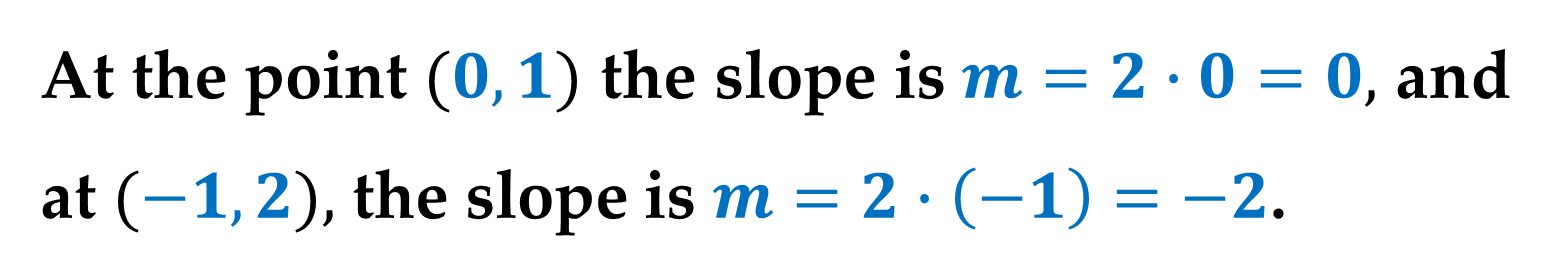 At the point (0, 1) the slope is m = 2 · 0 = 0, and
at (−1, 2), the slope is m = 2 · (−1) = −2.